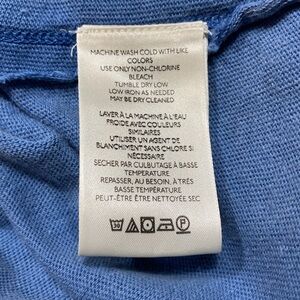 MACHINE WASH COLD WITH LIKE
COLORS
USE ONLY NON-CHLORINE
BLEACH
TUMBLE DRY LOW
LOW IRON AS NEEDED
MAY BE DRY CLEANED
LAVER À LA MACHINE À L'EAU
FROIDE AVEC COULEURS
SIMILAIRES
UTILISER UN AGENT DE
BLANCHIMENT SANS CHLORE SI
NÉCESSAIRE
SECHER PAR CULBUTAGE À BASSE
TEMPERATURE
REPASSER, AU BESOIN, À TRÈS
BASSE TEMPÉRATURE
PEUT-ÊTRE ÊTRE NETTOYÉE SEC
30 P